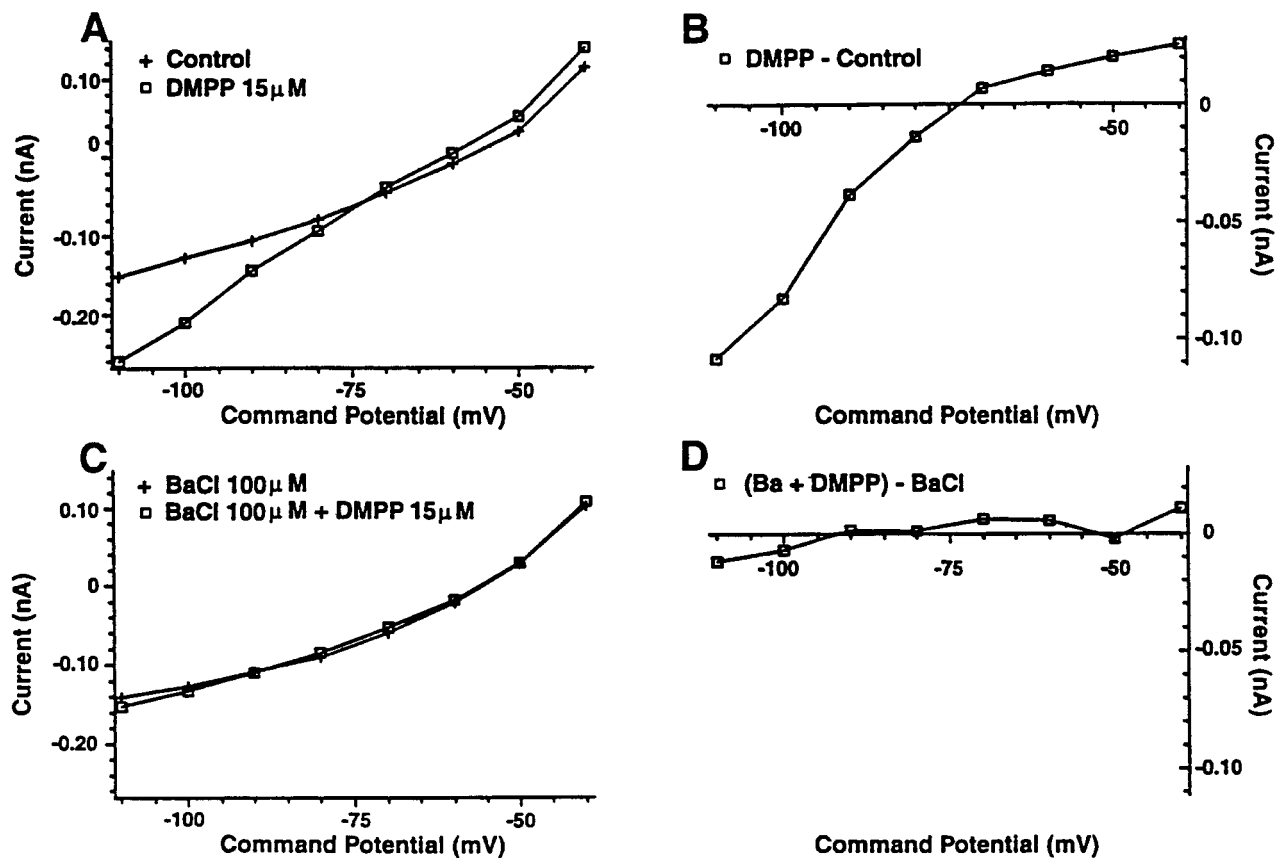 A
+ Control
DMPP 15μM
0.10
0
-0.10
-0.20
Current (nA)
-100
-75
-50
Command Potential (mV)
B
DMPP - Control
-100
-50
0
-0.05
-0.10
Current (nA)
Command Potential (mV)
C
+ BaCl 100μM
BaCl 100μM + DMPP 15μM
0.10
0
-0.10
-0.20
Current (nA)
-100
-75
-50
Command Potential (mV)
D
(Ba + DMPP) - BaCl
-100
-75
-50
0
-0.05
-0.10
Current (nA)
Command Potential (mV)